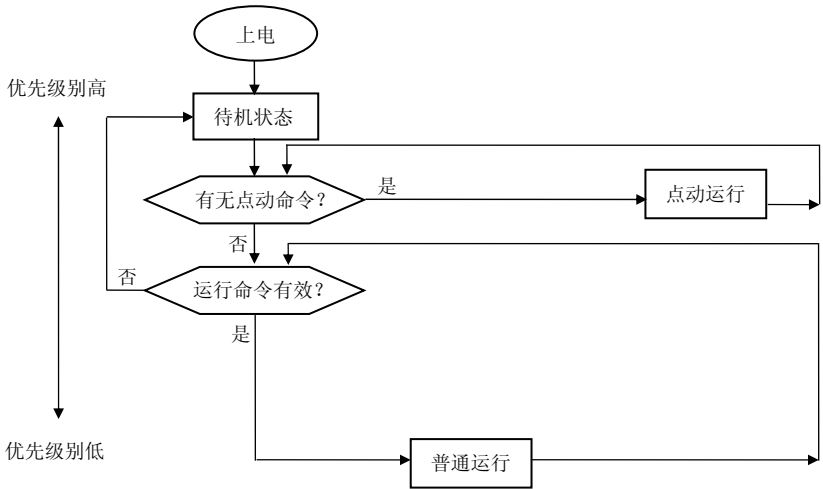 上电
优先级别高
待机状态
有无点动命令?
是
点动运行
否
运行命令有效?
否
是
优先级别低
普通运行